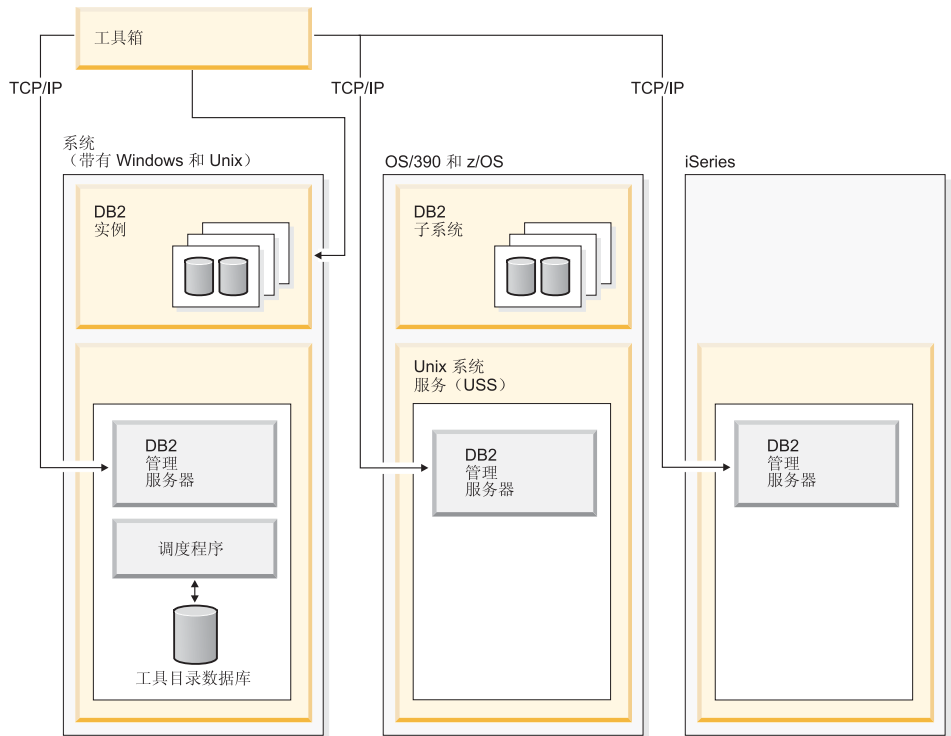 工具箱
TCP/IP
TCP/IP
TCP/IP
系统
（带有 Windows 和 Unix）
DB2
实例
DB2
管理
服务器
调度程序
工具目录数据库
OS/390 和 z/OS
DB2
子系统
Unix 系统
服务（USS）
DB2
管理
服务器
iSeries
DB2
管理
服务器